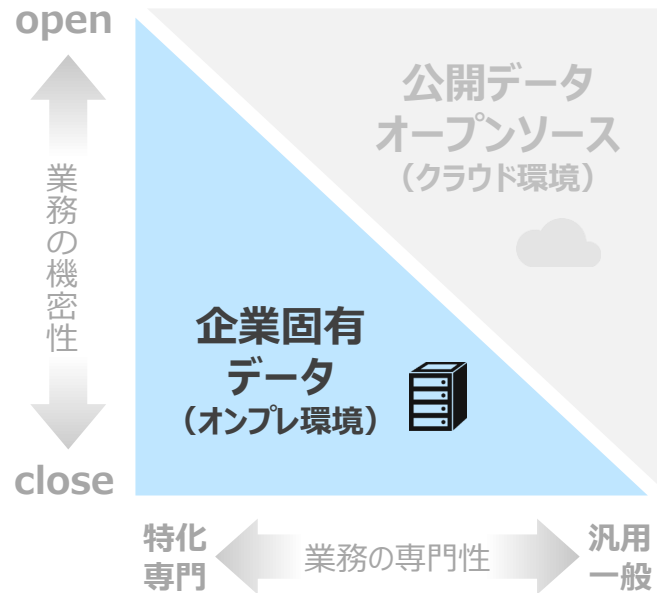 open
公開データ
オープンソース
（クラウド環境）
業務の機密性
企業固有
データ
（オンプレ環境）
close
特化
専門
業務の専門性
汎用
一般